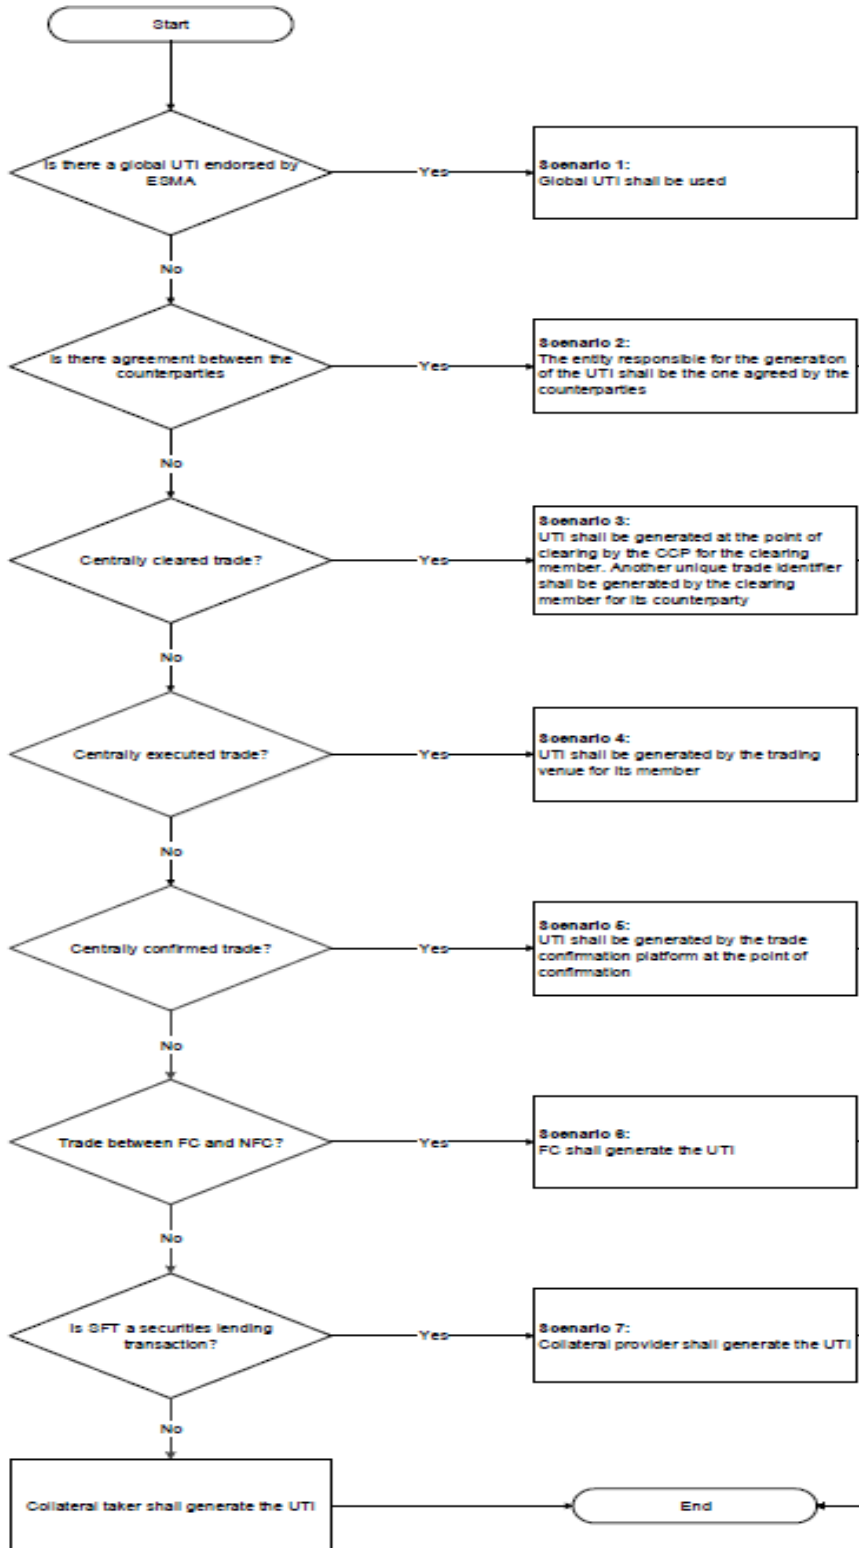 Start
Is there a global UTI endorsed by
ESMA
Yes
Scenario 1:
Global UTI shall be used
No
Is there agreement between the
counterparties
Yes
Scenario 2:
The entity responsible for the generation
of the UTI shall be the one agreed by the
counterparties
No
Centrally cleared trade?
Yes
Scenario 3:
UTI shall be generated at the point of
clearing by the CCP for the clearing
member. Another unique trade identifier
shall be generated by the clearing
member for its counterparty
No
Centrally executed trade?
Yes
Scenario 4:
UTI shall be generated by the trading
venue for its member
No
Centrally confirmed trade?
Yes
Scenario 5:
UTI shall be generated by the trade
confirmation platform at the point of
confirmation
No
Trade between FC and NFC?
Yes
Scenario 6:
FC shall generate the UTI
No
Is SFT a securities lending
transaction?
Yes
Scenario 7:
Collateral provider shall generate the UTI
No
Collateral taker shall generate the UTI
End